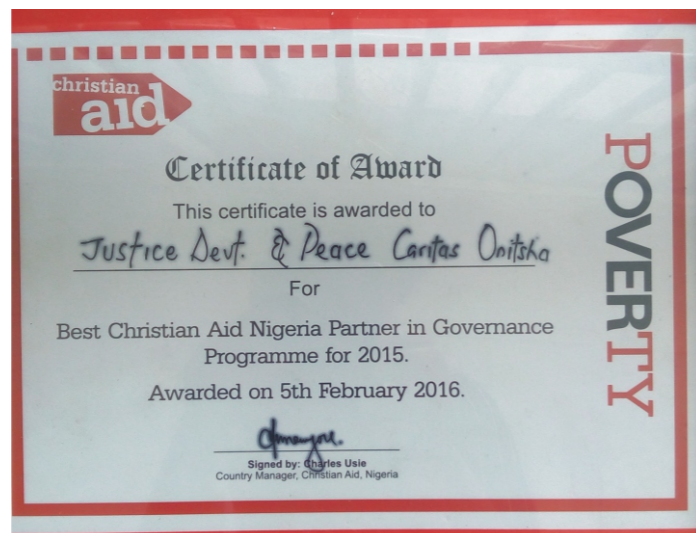 christian
aid
Certificate of Award
This certificate is awarded to
Justice Devt. & Peace Caritas Onitsha
For
Best Christian Aid Nigeria Partner in Governance
Programme for 2015.
Awarded on 5th February 2016.
Signed by: Charles Usie
Country Manager, Christian Aid, Nigeria
POVERTY